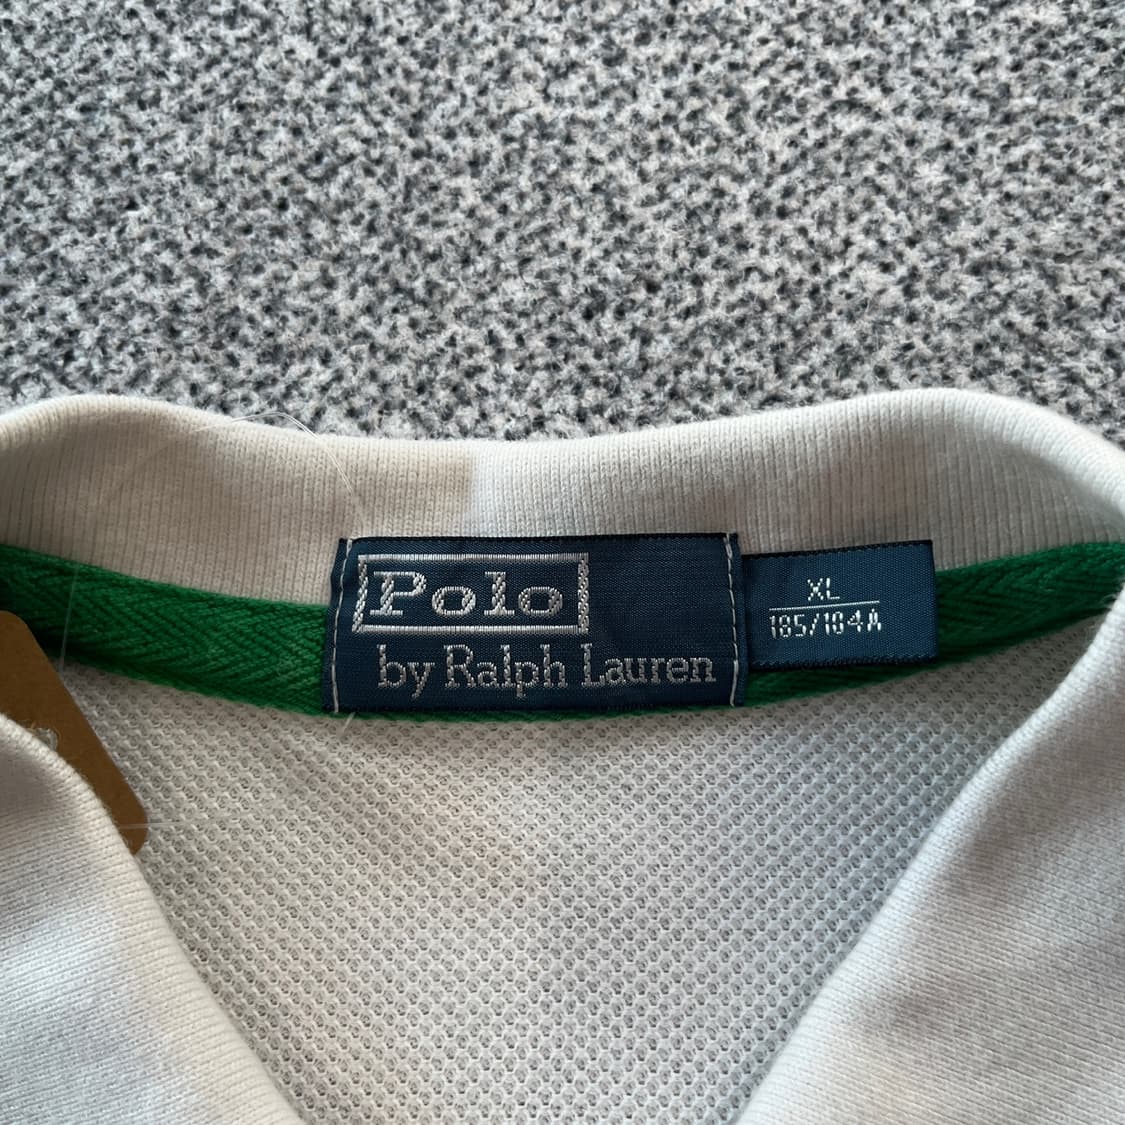 Polo
by Ralph Lauren
XL
185/104A